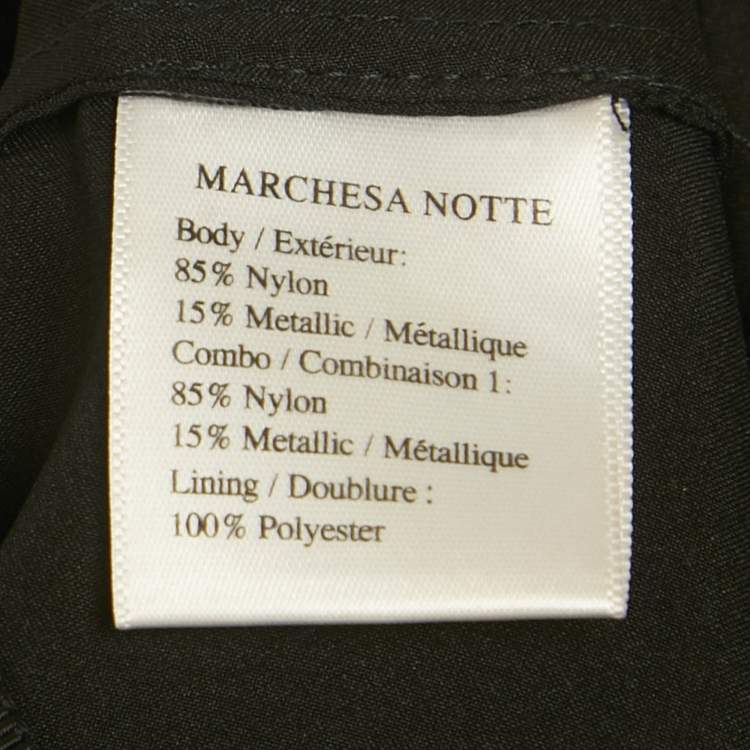 MARCHESA NOTTE
Body / Extérieur:
85% Nylon
15% Metallic / Métallique
Combo / Combinaison 1:
85% Nylon
15% Metallic / Métallique
Lining / Doublure :
100% Polyester